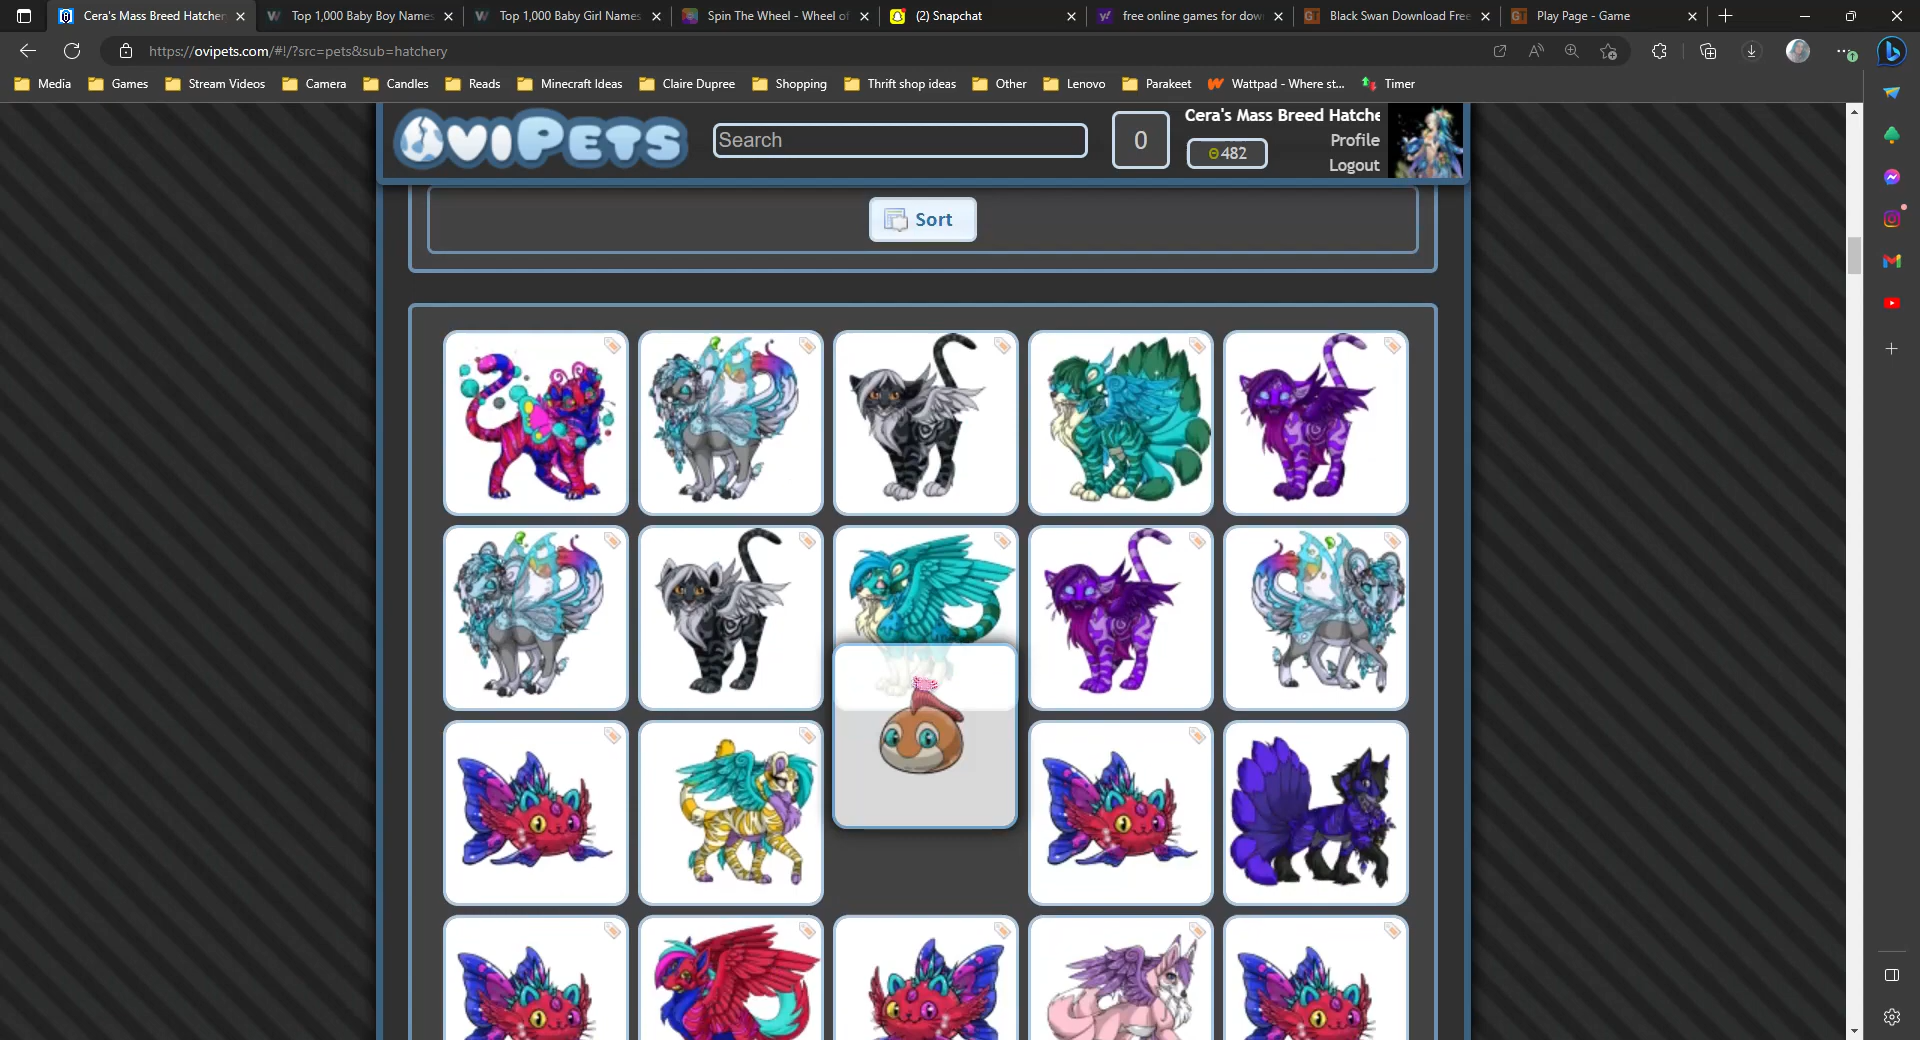 Cera's Mass Breed Hatcher
Top 1,000 Baby Boy Names
Top 1,000 Baby Girl Names
Spin The Wheel - Wheel of
(2) Snapchat
free online games for dow
Black Swan Download Free
Play Page - Game
https://ovipets.com/#!/?src=pets&sub=hatchery
Media
Games
Stream Videos
Camera
Candles
Reads
Minecraft Ideas
Claire Dupree
Shopping
Thrift shop ideas
Other
Lenovo
Parakeet
Wattpad - Where st...
Timer
OviPets
Search
0
Cera's Mass Breed Hatche
482
Profile
Logout
Sort